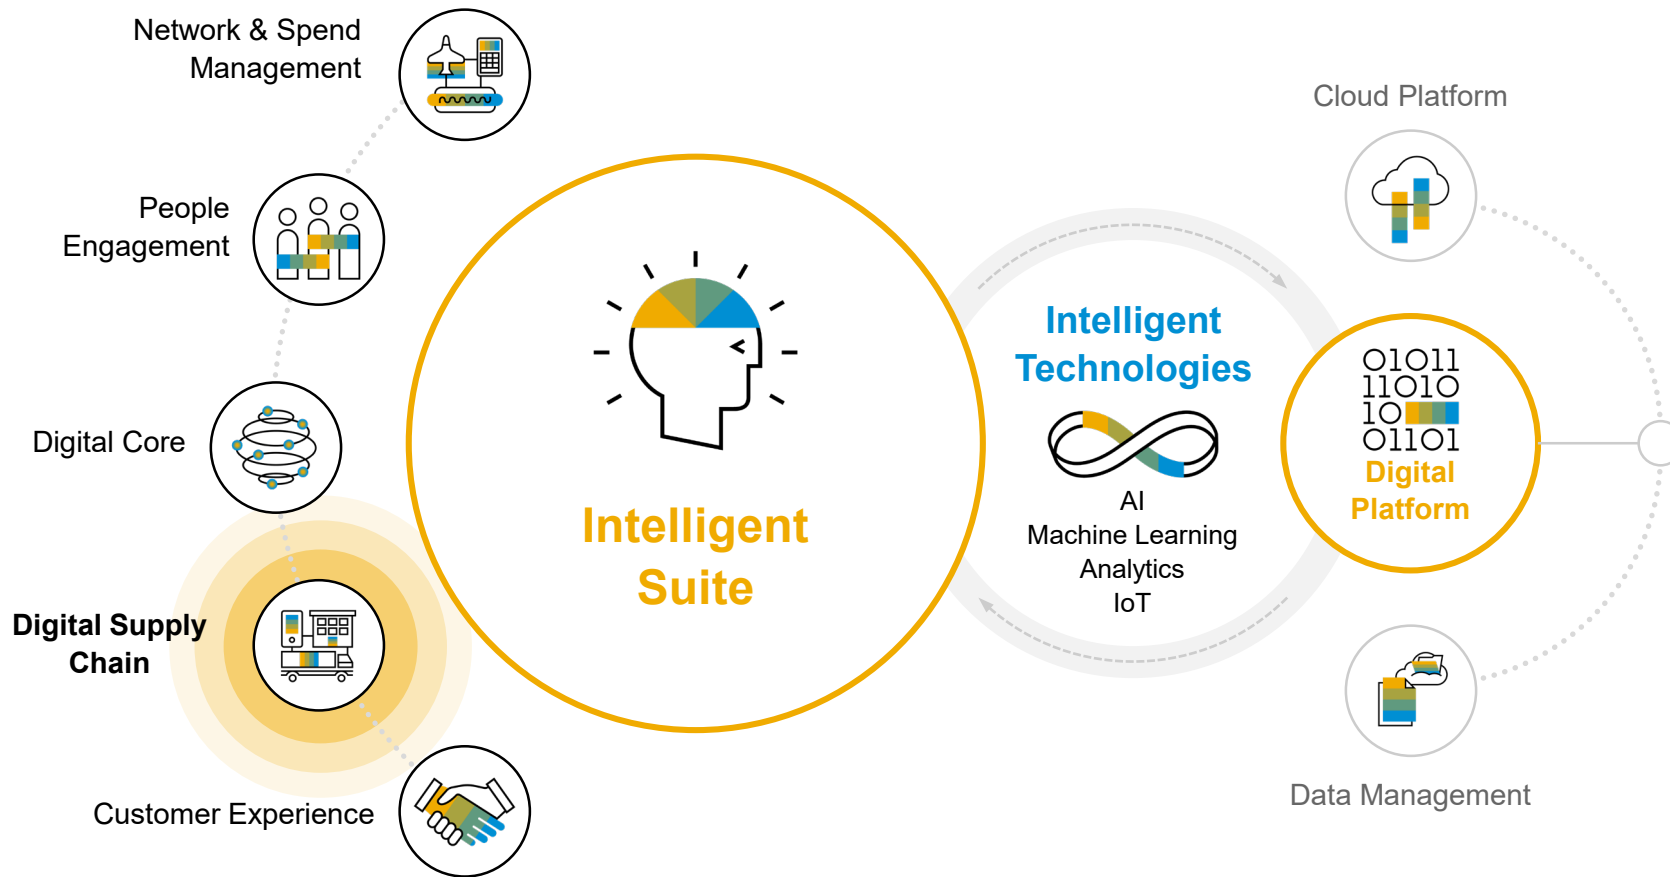 Network & Spend
Management
People
Engagement
Digital Core
Digital Supply
Chain
Customer Experience
Intelligent
Suite
Intelligent
Technologies
AI
Machine Learning
Analytics
IoT
Cloud Platform
01011
11010
10
01101
Digital
Platform
Data Management